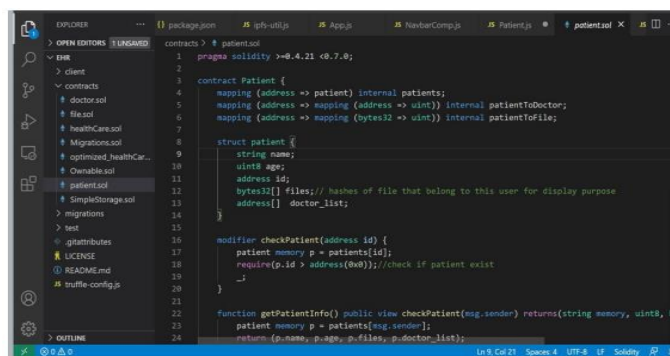 EXPLORER
...
package.json
JS ipfs-util.js
JS App.js
JS NavbarComp.js
JS Patient.js
patient.sol
JS
OPEN EDITORS 1 UNSAVED
EHR
client
contracts
doctor.sol
file.sol
healthCare.sol
Migrations.sol
optimized_healthCar...
Ownable.sol
patient.sol
SimpleStorage.sol
migrations
test
.gitattributes
LICENSE
README.md
JS truffle-config.js
OUTLINE
contracts > patient.sol
1 pragma solidity >=0.4.21 <0.7.0;
2
3 contract Patient {
4 mapping (address => patient) internal patients;
5 mapping (address => mapping (address => uint)) internal patientToDoctor;
6 mapping (address => mapping (bytes32 => uint)) internal patientToFile;
7
8 struct patient {
9 string name;
10 uint8 age;
11 address id;
12 bytes32[] files;// hashes of file that belong to this user for display purpose
13 address[] doctor_list;
14 }
15
16 modifier checkPatient(address id) {
17 patient memory p = patients[id];
18 require(p.id > address(0x0));//check if patient exist
19 _;
20 }
21
22 function getPatientInfo() public view checkPatient(msg.sender) returns(string memory, uint8,
23 patient memory p = patients[msg.sender];
24 return (p.name, p.age, p.files, p.doctor_list);
0 0
Ln 9, Col 21 Spaces: 4 UTF-8 LF Solidity